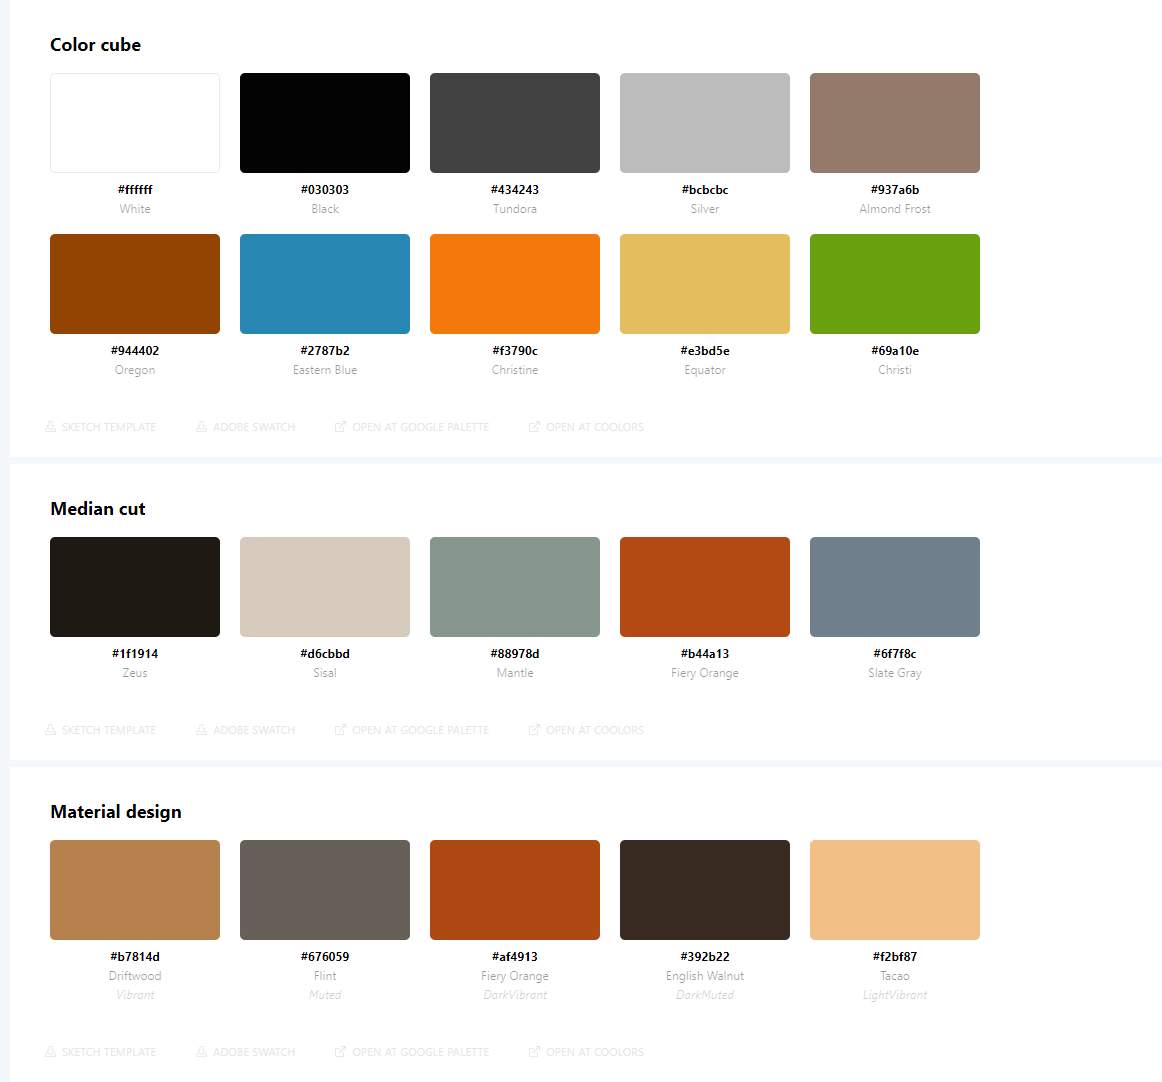 Color cube
#ffffff #030303 #434243 #bcbcbc #937a6b
White Black Tundora Silver Almond Frost
#944402 #2787b2 #f3790c #e3bd5e #69a10e
Oregon Eastern Blue Christine Equator Christi
SKETCH TEMPLATE ADOBE SWATCH OPEN AT GOOGLE PALETTE OPEN AT COOLORS
Median cut
#1f1914 #d6cbbd #88978d #b44a13 #6f7f8c
Zeus Sisal Mantle Fiery Orange Slate Gray
SKETCH TEMPLATE ADOBE SWATCH OPEN AT GOOGLE PALETTE OPEN AT COOLORS
Material design
#b7814d #676059 #af4913 #392b22 #f2bf87
Driftwood Flint Fiery Orange English Walnut Tacao
Vibrant Muted DarkVibrant DarkMuted LightVibrant
SKETCH TEMPLATE ADOBE SWATCH OPEN AT GOOGLE PALETTE OPEN AT COOLORS